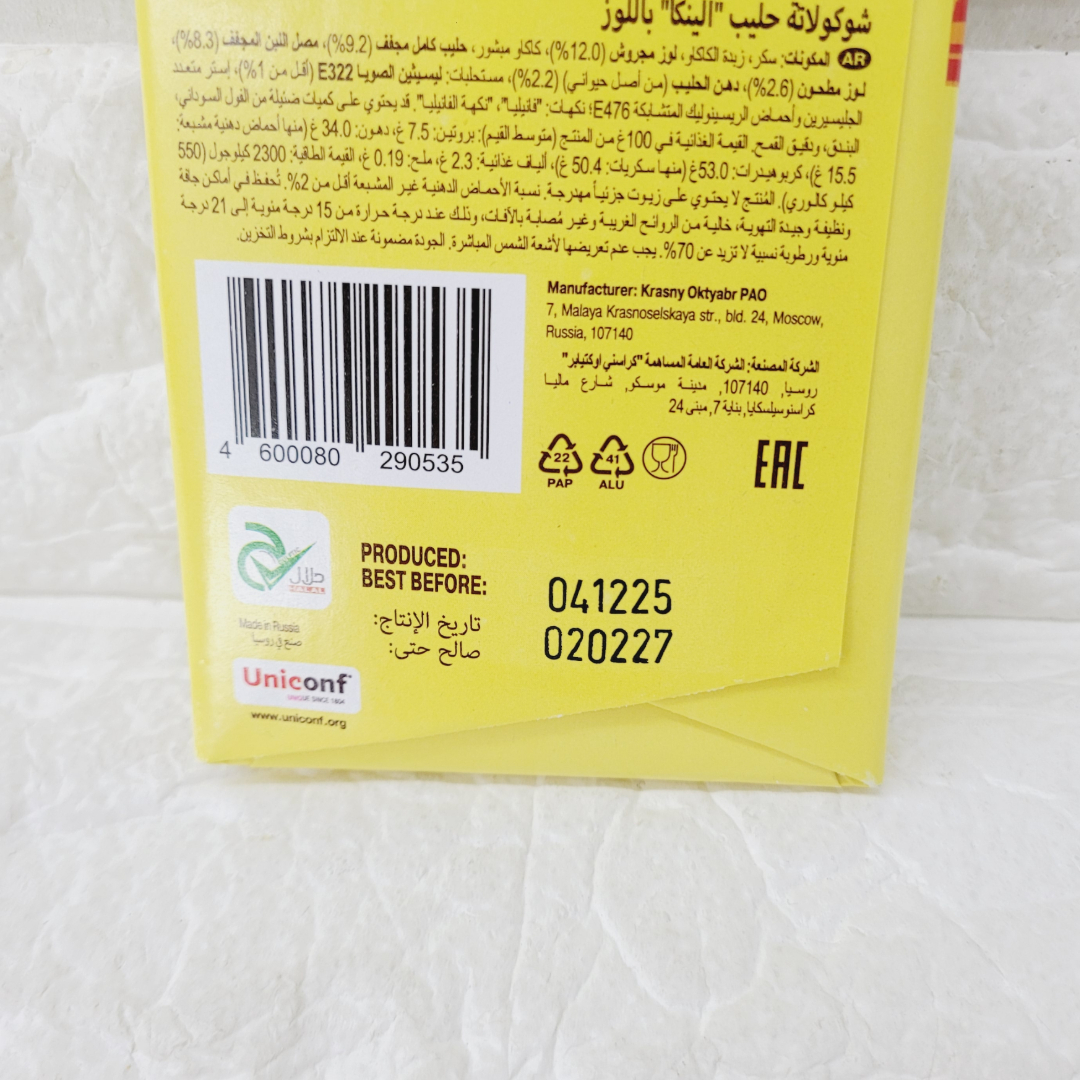 شوكولاتة حليب "ألينكا" باللوز
AR المكونات: سكر، زبدة الكاكاو، لوز مجروش (12.0%)، كاكاو مبشور، حليب كامل مجفف (9.2%)، مصل اللبن المجفف (8.3%)،
لوز مطحون (2.6%)، دهن الحليب (من أصل حيواني) (2.2%)، مستحلبات: ليسيثين الصويا E322 (أقل من 1%)، إستر متعدد
الجليسيرين وأحماض الريسينوليك المتشابكة E476؛ نكهات: "فانيليا"، "نكهة الفانيليا". قد يحتوي على كميات ضئيلة من الفول السوداني،
البندق، ودقيق القمح. القيمة الغذائية في 100غ من المنتج (متوسط القيم): بروتين: 7.5 غ، دهون: 34.0 غ (منها أحماض دهنية مشبعة:
15.5 غ)، كربوهيدرات: 53.0غ (منها سكريات: 50.4 غ)، ألياف غذائية: 2.3 غ، ملح: 0.19 غ، القيمة الطاقية: 2300 كيلوجول (550
كيلو كالوري). المُنتج لا يحتوي على زيوت جزئياً مهدرجة. نسبة الأحماض الدهنية غير المشبعة أقل من 2%. تُحفظ في أماكن جافة
ونظيفة وجيدة التهوية، خالية من الروائح الغريبة وغير مُصابة بالآفات، وذلك عند درجة حرارة من 15 درجة مئوية إلى 21 درجة
مئوية ورطوبة نسبية لا تزيد عن 70%. يجب عدم تعريضها لأشعة الشمس المباشرة. الجودة مضمونة عند الالتزام بشروط التخزين.
Manufacturer: Krasny Oktyabr PAO
7, Malaya Krasnoselskaya str., bld. 24, Moscow,
Russia, 107140
الشركة المصنعة: الشركة العامة المساهمة "كراسني اوكتيابر"
روسيا, 107140, مدينة موسكو, شارع ماليا
كراسنوسيلسكايا, بناية 7, مبنى 24
4 600080 290535
22 41
PAP ALU
EAC
حلال
HALAL
PRODUCED: 041225
BEST BEFORE: 020227
تاريخ الإنتاج:
صالح حتى:
Made in Russia
صنع في روسيا
Uniconf
SINCE 1804
www.uniconf.org